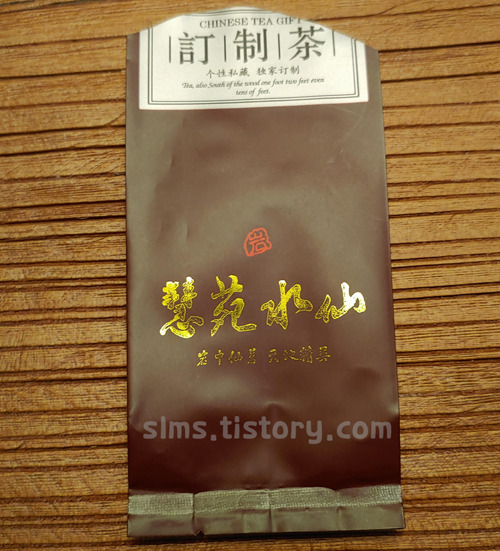 CHINESE TEA GIFT
訂制茶
个性私藏 独家订制
Tea, also South of the wood one foot two feet even
tens of feet.
岩
慧苑水仙
岩中仙茗 天地精英
slms.tistory.com